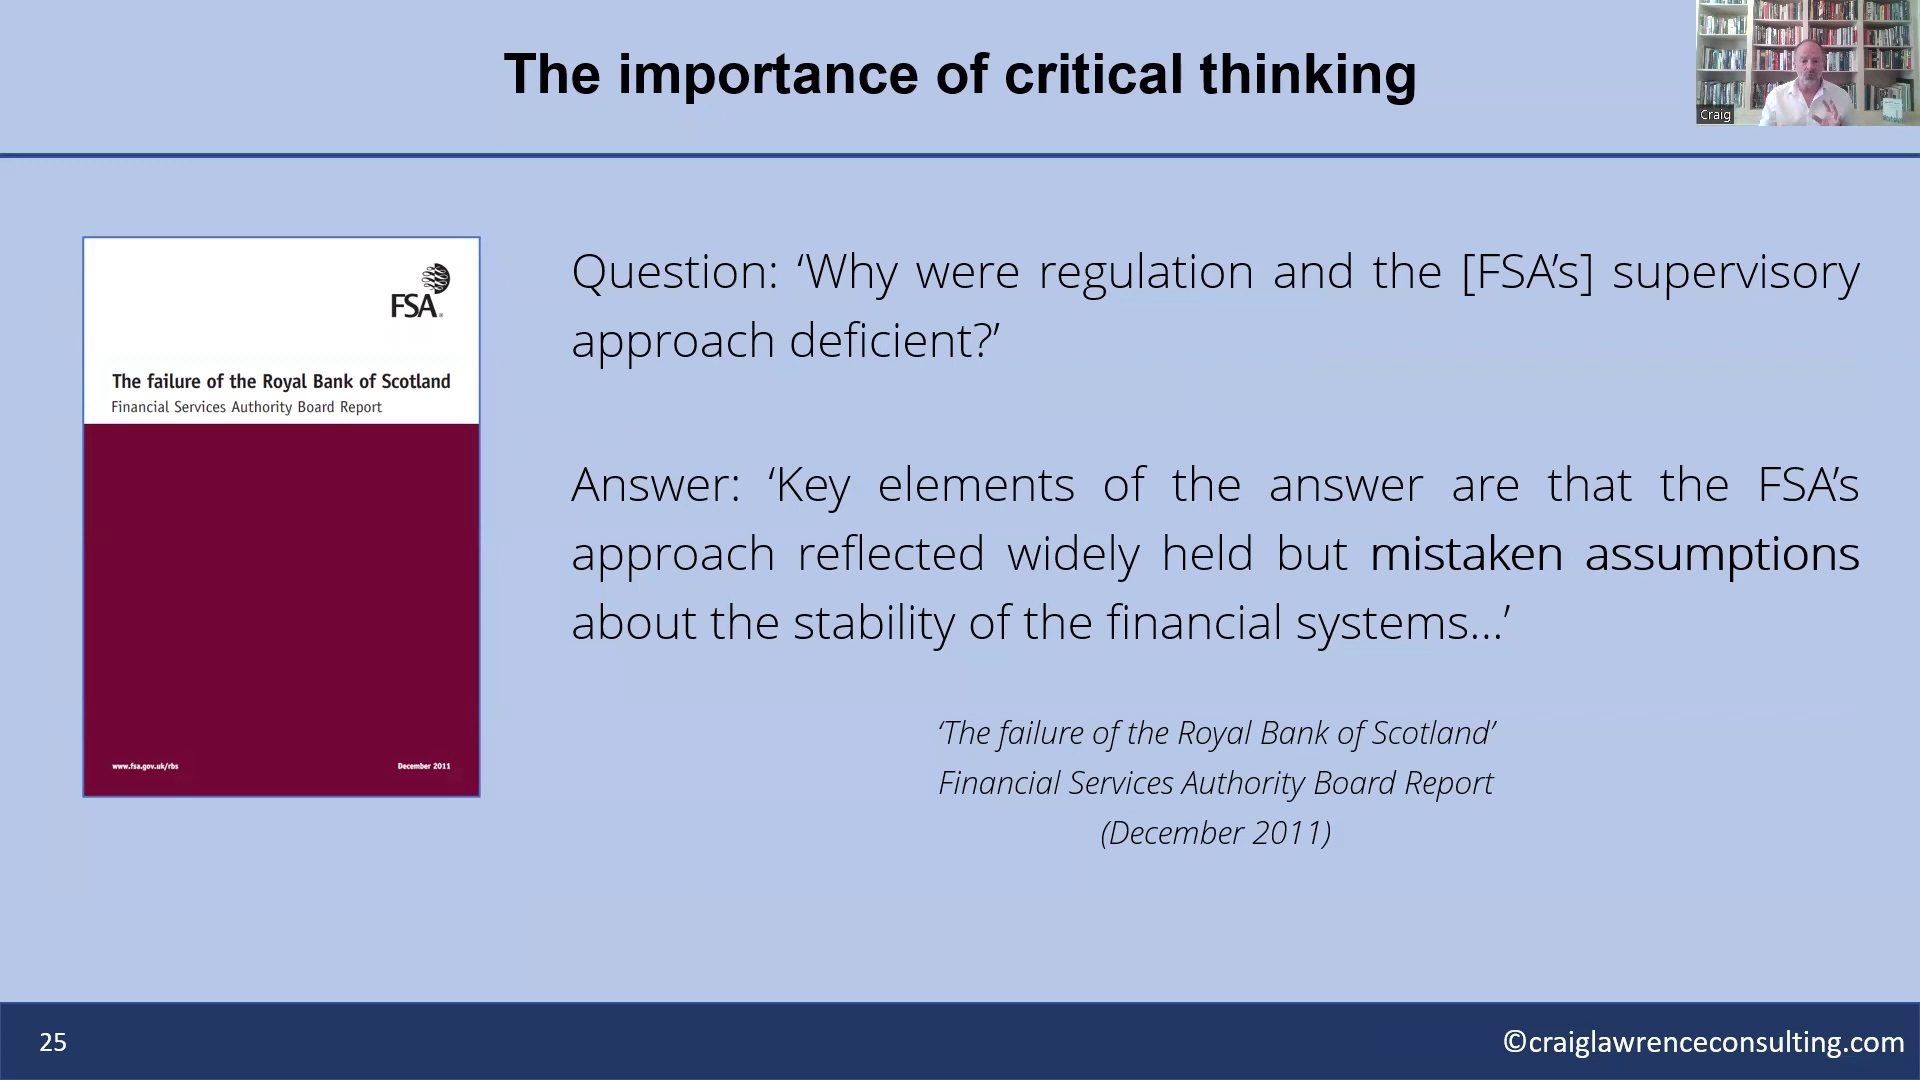 The importance of critical thinking
Craig
FSA
The failure of the Royal Bank of Scotland
Financial Services Authority Board Report
www.fsa.gov.uk/rbs
December 2011
Question: ‘Why were regulation and the [FSA’s] supervisory
approach deficient?’
Answer: ‘Key elements of the answer are that the FSA’s
approach reflected widely held but mistaken assumptions
about the stability of the financial systems…’
‘The failure of the Royal Bank of Scotland’
Financial Services Authority Board Report
(December 2011)
25
©craiglawrenceconsulting.com